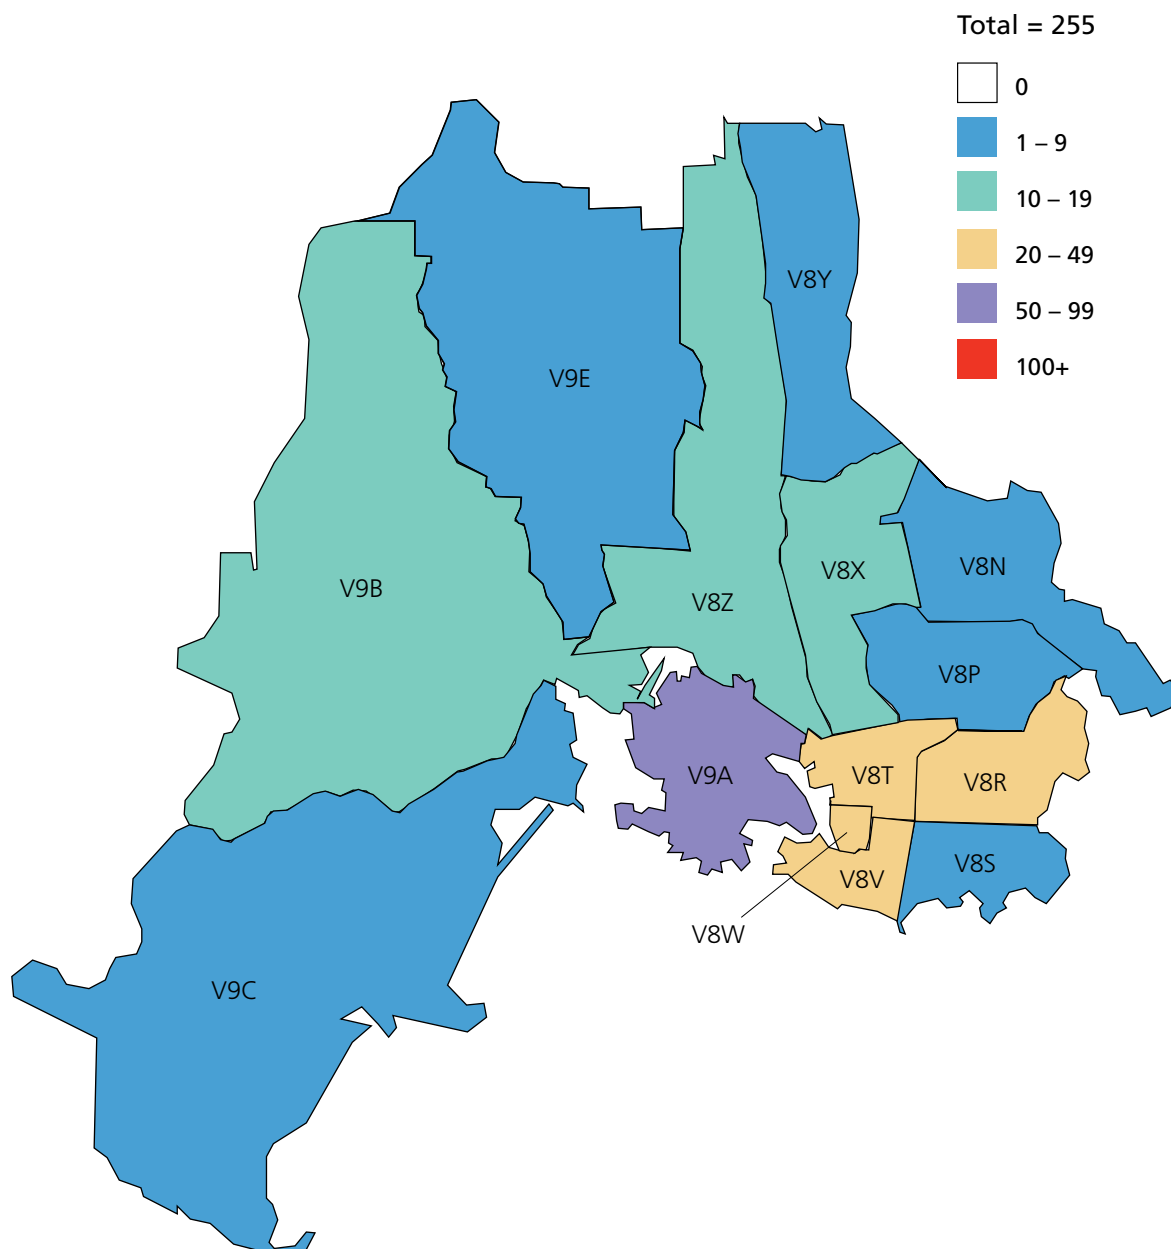 Total = 255
0
1 – 9
10 – 19
20 – 49
50 – 99
100+
V8Y
V9E
V8X
V8N
V9B
V8Z
V8P
V9A
V8T
V8R
V8S
V8V
V8W
V9C